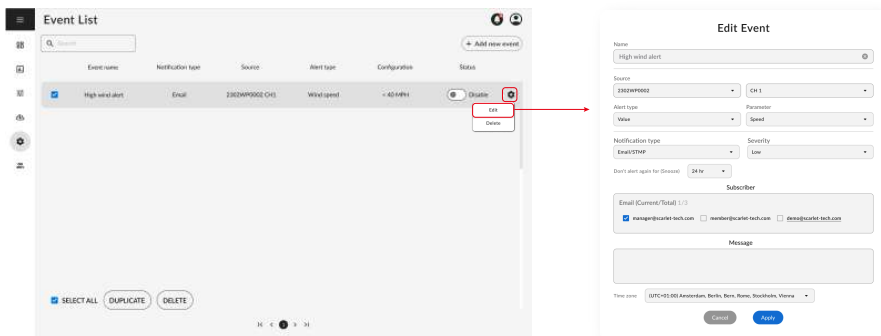 Event List
Search
+ Add new event
Event name Notification type Source Alert type Configuration Status
High wind alert Email 2302WP0002 CH1 Wind speed < 40 MPH Disable
Edit
Delete
SELECT ALL DUPLICATE DELETE
1
Edit Event
Name
High wind alert
Source
2302WP0002 CH 1
Alert type Parameter
Value Speed
Notification type Severity
Email/STMP Low
Don't alert again for (Snooze) 24 hr
Subscriber
Email (Current/Total) 1/3
manager@scarlet-tech.com member@scarlet-tech.com demo@scarlet-tech.com
Message
Time zone (UTC+01:00) Amsterdam, Berlin, Bern, Rome, Stockholm, Vienna
Cancel Apply